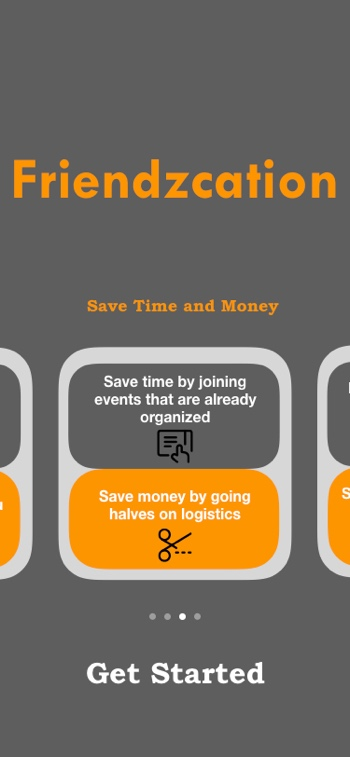 Friendzcation
Save Time and Money
Save time by joining
events that are already
organized
Save money by going
halves on logistics
Get Started